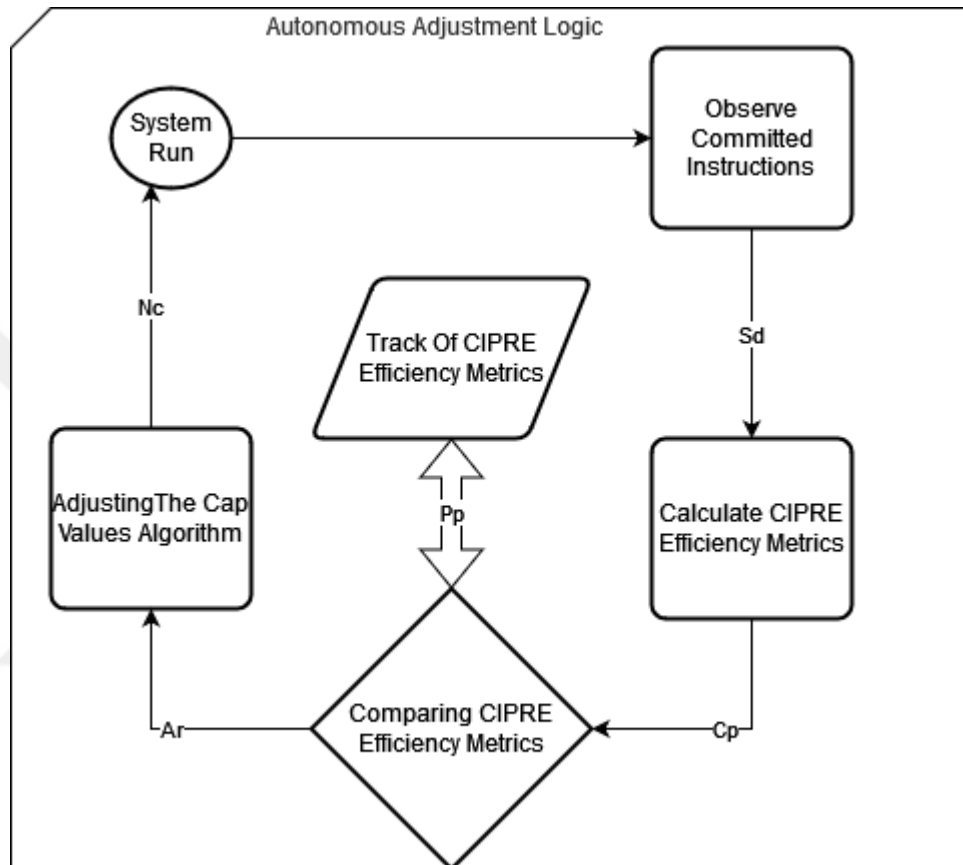 Autonomous Adjustment Logic
System
Run
Observe
Committed
Instructions
Nc
Sd
Track Of CIPRE
Efficiency Metrics
AdjustingThe Cap
Values Algorithm
Pp
Calculate CIPRE
Efficiency Metrics
Comparing CIPRE
Efficiency Metrics
Ar
Cp